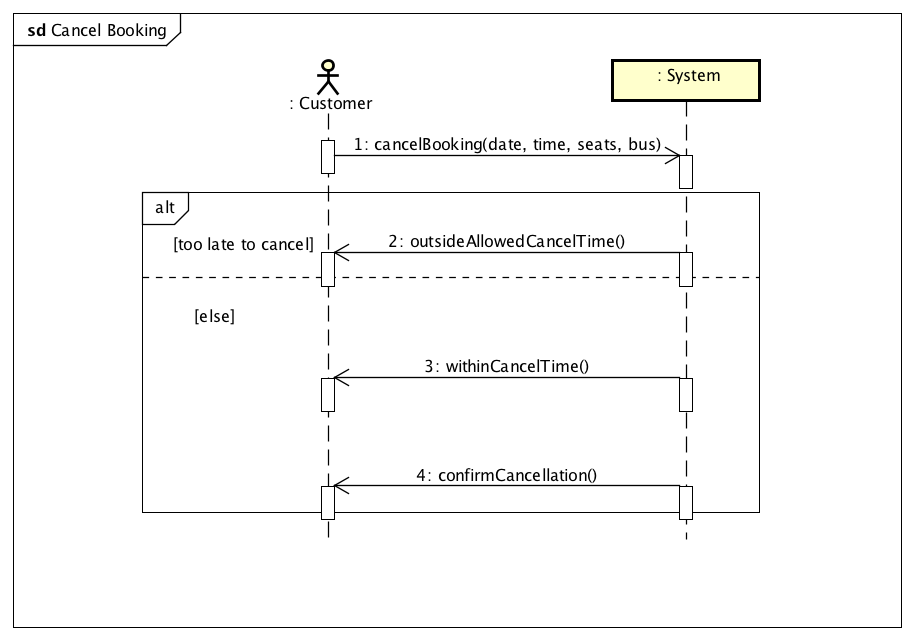 sd Cancel Booking
: Customer
: System
1: cancelBooking(date, time, seats, bus)
alt
[too late to cancel]
2: outsideAllowedCancelTime()
[else]
3: withinCancelTime()
4: confirmCancellation()